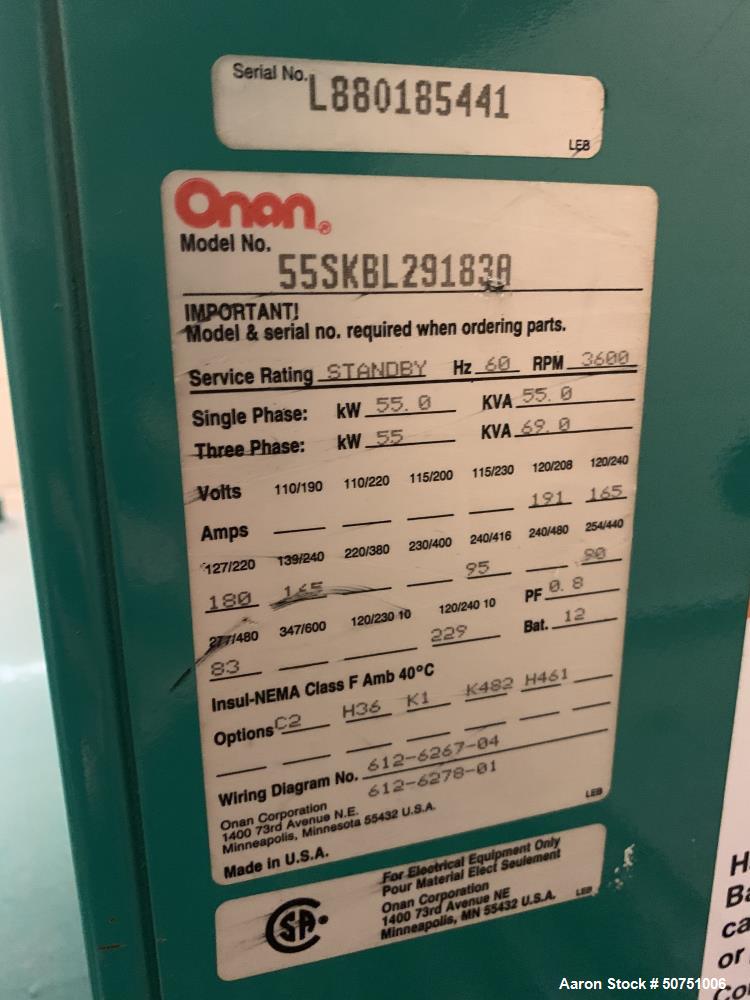 Serial No. L880185441
LEB
Onan®
Model No.
55SKBL29183A
IMPORTANT!
Model & serial no. required when ordering parts.
Service Rating STANDBY Hz 60 RPM 3600
Single Phase: kW 55.0 KVA 55.0
Three Phase: kW 55 KVA 69.0
Volts 110/190 110/220 115/200 115/230 120/208 120/240
Amps 191 165
127/220 139/240 220/380 230/400 240/416 240/480 254/440
180 165 95 90
277/480 347/600 120/230 10 120/240 10 PF 0.8
83 229 Bat. 12
Insul-NEMA Class F Amb 40°C
Options C2 H36 K1 K482 H461
Wiring Diagram No. 612-6267-04
612-6278-01
Onan Corporation
1400 73rd Avenue N.E.
Minneapolis, Minnesota 55432 U.S.A.
LEB
Made in U.S.A.
SA
For Electrical Equipment Only
Pour Material Elect Seulement
Onan Corporation
1400 73rd Avenue NE
Minneapolis, MN 55432 U.S.A.
LEB
H
Ba
ca
or
Co
Aaron Stock # 50751006